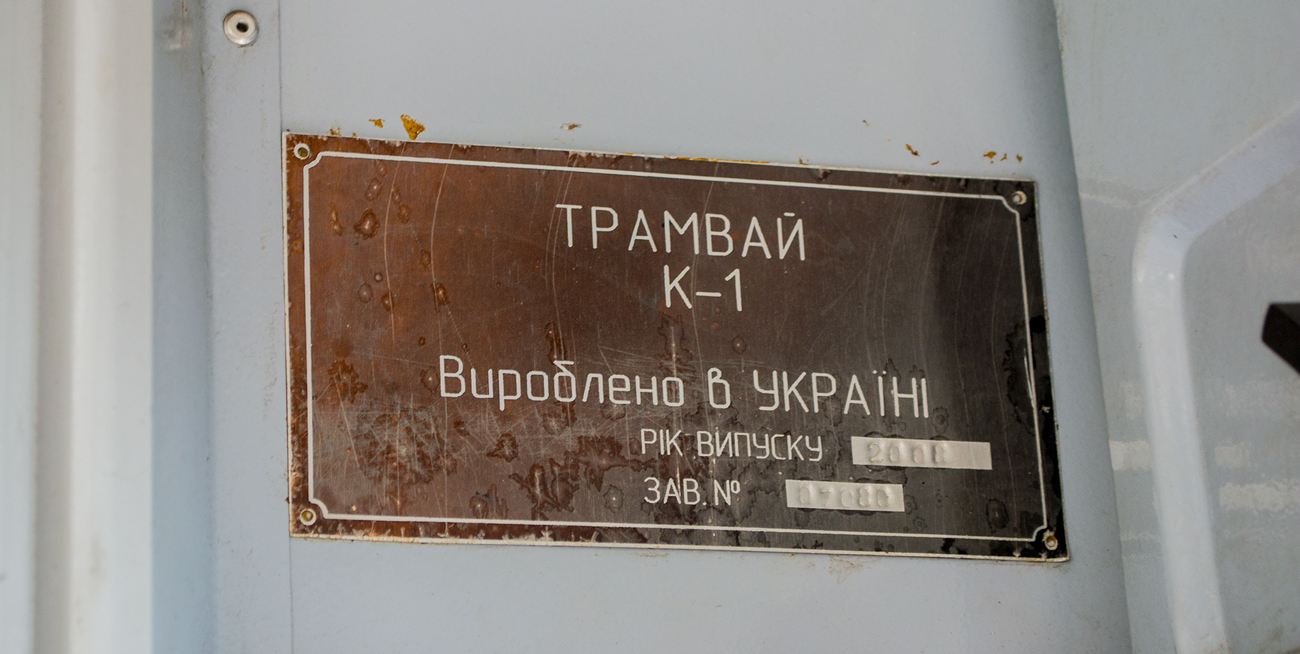 ТРАМВАЙ
К-1
Вироблено в УКРАЇНІ
РІК ВИПУСКУ
ЗАВ. №